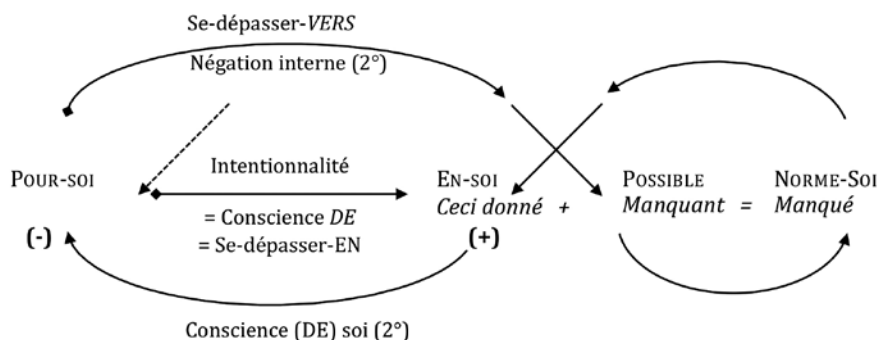 Se-dépasser-VERS
Négation interne (2°)
Intentionnalité
POUR-SOI
EN-SOI
POSSIBLE
NORME-SOI
Ceci donné + Manquant = Manqué
= Conscience DE
(-)
= Se-dépasser-EN
(+)
Conscience (DE) soi (2°)